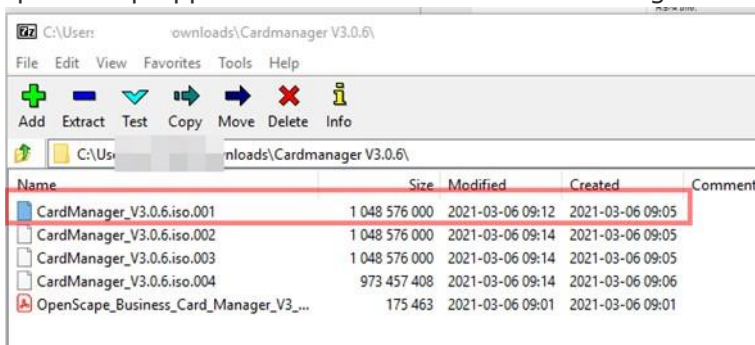 C:\User: ownloads\Cardmanager V3.0.6\
File Edit View Favorites Tools Help
Add Extract Test Copy Move Delete Info
C:\Use nloads\Cardmanager V3.0.6\
Name Size Modified Created Comment
CardManager_V3.0.6.iso.001 1 048 576 000 2021-03-06 09:12 2021-03-06 09:05
CardManager_V3.0.6.iso.002 1 048 576 000 2021-03-06 09:14 2021-03-06 09:05
CardManager_V3.0.6.iso.003 1 048 576 000 2021-03-06 09:14 2021-03-06 09:05
CardManager_V3.0.6.iso.004 973 457 408 2021-03-06 09:14 2021-03-06 09:06
OpenScape_Business_Card_Manager_V3_... 175 463 2021-03-06 09:01 2021-03-06 09:01